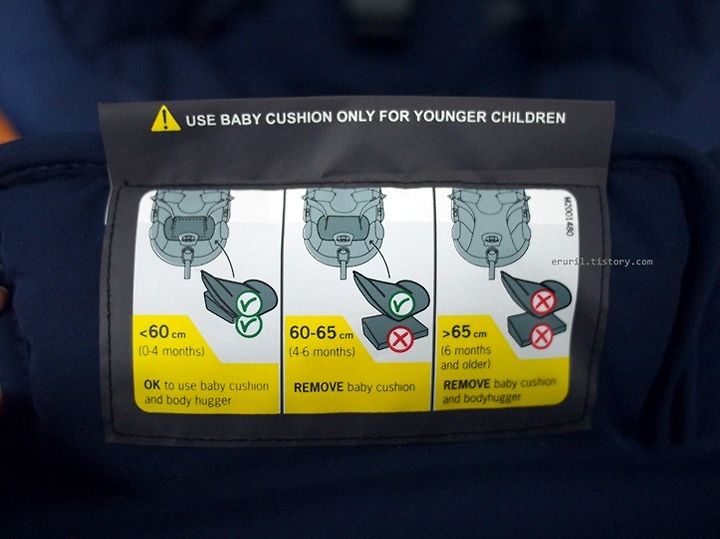 USE BABY CUSHION ONLY FOR YOUNGER CHILDREN
M2001480
eruril.tistory.com
<60 cm
(0-4 months)
OK to use baby cushion
and body hugger
60-65 cm
(4-6 months)
REMOVE baby cushion
>65 cm
(6 months
and older)
REMOVE baby cushion
and bodyhugger